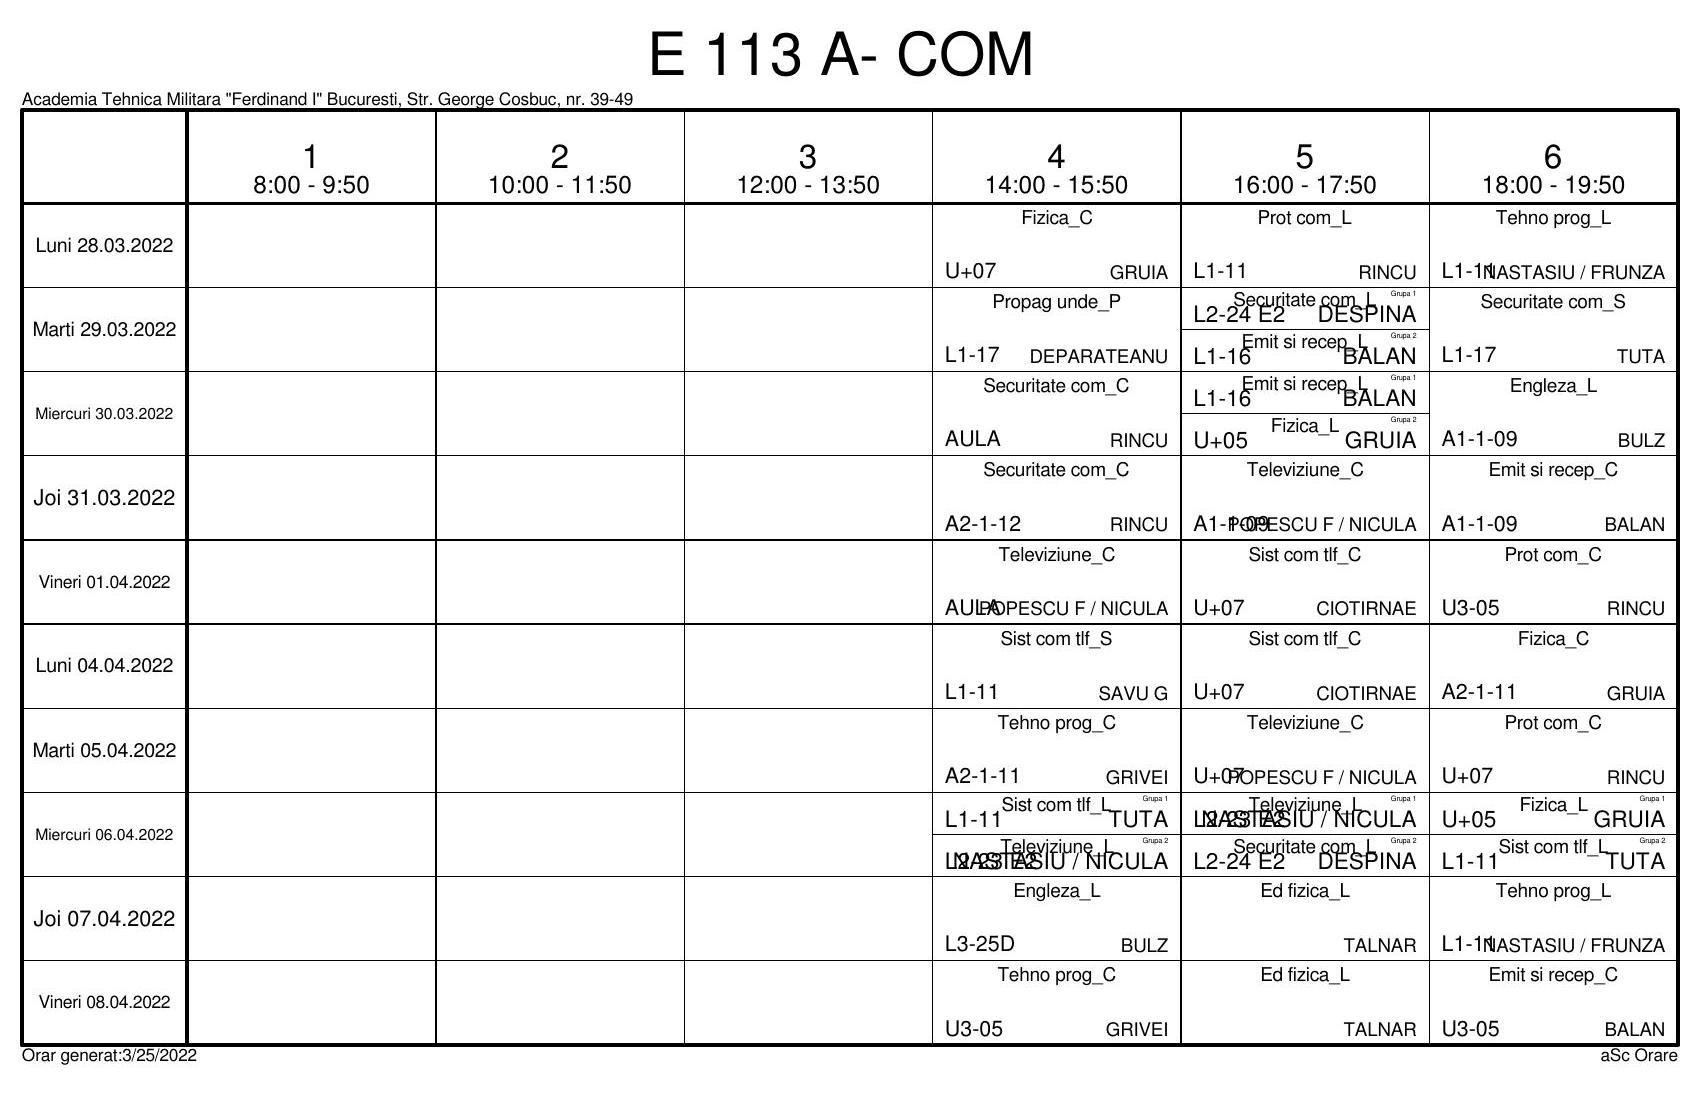 E 113 A- COM
Academia Tehnica Militara "Ferdinand I" Bucuresti, Str. George Cosbuc, nr. 39-49
1 2 3 4 5 6
8:00 - 9:50 10:00 - 11:50 12:00 - 13:50 14:00 - 15:50 16:00 - 17:50 18:00 - 19:50
Luni 28.03.2022
Fizica_C
U+07 GRUIA
Prot com_L
L1-11 RINCU
Tehno prog_L
L1-11 NASTASIU / FRUNZA
Marti 29.03.2022
Propag unde_P
L1-17 DEPARATEANU
Securitate com_L Grupa 1
L2-24 E2 DESPINA
Emit si recep_L Grupa 2
L1-16 BALAN
Securitate com_S
L1-17 TUTA
Miercuri 30.03.2022
Securitate com_C
AULA RINCU
Emit si recep_L Grupa 1
L1-16 BALAN
Fizica_L Grupa 2
U+05 GRUIA
Engleza_L
A1-1-09 BULZ
Joi 31.03.2022
Securitate com_C
A2-1-12 RINCU
Televiziune_C
A1-1-09 POPESCU F / NICULA
Emit si recep_C
A1-1-09 BALAN
Vineri 01.04.2022
Televiziune_C
AULA POPESCU F / NICULA
Sist com tlf_C
U+07 CIOTIRNAE
Prot com_C
U3-05 RINCU
Luni 04.04.2022
Sist com tlf_S
L1-11 SAVU G
Sist com tlf_C
U+07 CIOTIRNAE
Fizica_C
A2-1-11 GRUIA
Marti 05.04.2022
Tehno prog_C
A2-1-11 GRIVEI
Televiziune_C
U+07 POPESCU F / NICULA
Prot com_C
U+07 RINCU
Miercuri 06.04.2022
Sist com tlf_L Grupa 1
L1-11 TUTA
Televiziune_L Grupa 2
L2-23 E2 NASTASIU / NICULA
Televiziune_L Grupa 1
L2-23 E2 NASTASIU / NICULA
Securitate com_L Grupa 2
L2-24 E2 DESPINA
Fizica_L Grupa 1
U+05 GRUIA
Sist com tlf_L Grupa 2
L1-11 TUTA
Joi 07.04.2022
Engleza_L
L3-25D BULZ
Ed fizica_L
TALNAR
Tehno prog_L
L1-11 NASTASIU / FRUNZA
Vineri 08.04.2022
Tehno prog_C
U3-05 GRIVEI
Ed fizica_L
TALNAR
Emit si recep_C
U3-05 BALAN
Orar generat:3/25/2022 aSc Orare